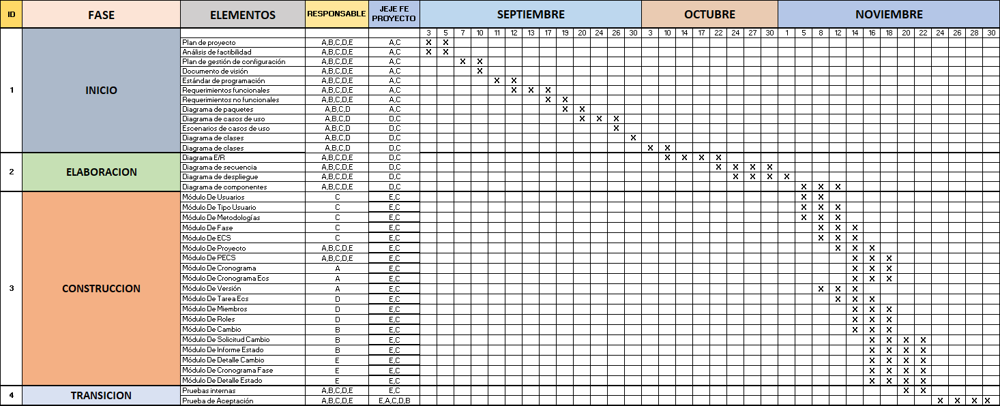 ID FASE ELEMENTOS RESPONSABLE JEJE FE PROYECTO SEPTIEMBRE OCTUBRE NOVIEMBRE
3 5 7 10 11 12 13 17 19 20 24 26 30 3 10 14 17 22 24 27 30 1 5 8 12 14 16 18 20 22 24 26 28 30
1 INICIO
Plan de proyecto A,B,C,D,E A,C X X
Análisis de factibilidad A,B,C,D,E A,C X X
Plan de gestión de configuración A,B,C,D,E A,C X X
Documento de visión A,B,C,D,E A,C X
Estándar de programación A,B,C,D,E A,C X X
Requerimientos funcionales A,B,C,D,E A,C X X X
Requerimientos no funcionales A,B,C,D,E A,C X X
Diagrama de paquetes A,B,C,D A,C X X
Diagrama de casos de uso A,B,C,D D,C X X X
Escenarios de casos de uso A,B,C,D D,C X
Diagrama de clases A,B,C,D D,C X
Diagrama de clases A,B,C,D D,C X X
2 ELABORACION
Diagrama E/R A,B,C,D,E D,C X X X X
Diagrama de secuencia A,B,C,D,E D,C X X X X
Diagrama de despliegue A,B,C,D,E D,C X X X X
Diagrama de componentes A,B,C,D,E D,C X X X
3 CONSTRUCCION
Módulo De Usuarios C E,C X X
Módulo De Tipo Usuario C E,C X X X
Módulo De Metodologías C E,C X X X
Módulo De Fase C E,C X X X
Módulo De ECS C E,C X X X
Módulo De Proyecto A,B,C,D,E E,C X X X
Módulo De PECS A,B,C,D,E E,C X X X
Módulo De Cronograma A E,C X X X
Módulo De Cronograma Ecs A E,C X X X
Módulo De Versión A E,C X X X
Módulo De Tarea Ecs D E,C X X X
Módulo De Miembros D E,C X X X
Módulo De Roles D E,C X X X
Módulo De Cambio B E,C X X X
Módulo De Solicitud Cambio B E,C X X X X
Módulo De Informe Estado B E,C X X X X
Módulo De Detalle Cambio E E,C X X X X
Módulo De Cronograma Fase E E,C X X X X
Módulo De Detalle Estado E E,C X X X X
4 TRANSICION
Pruebas internas A,B,C,D,E E,C X X
Prueba de Aceptación A,B,C,D,E E,A,C,D,B X X X X